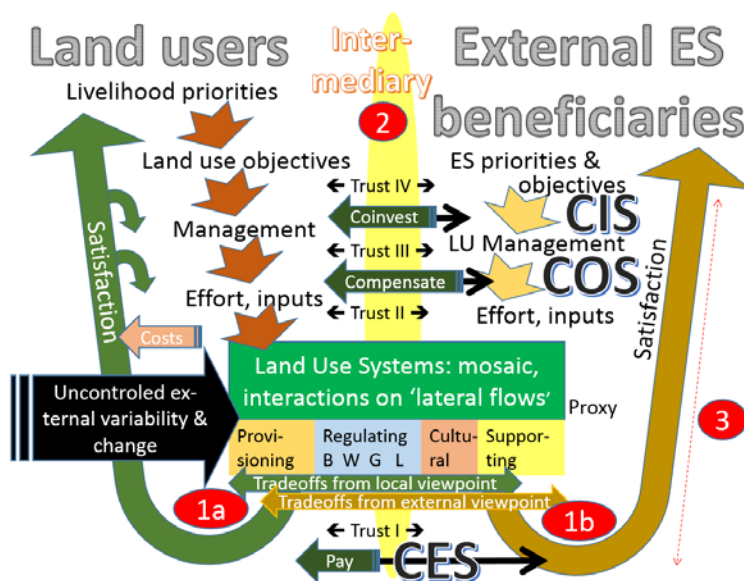 Land users
Inter-
mediary
External ES
beneficiaries
Livelihood priorities
2
Land use objectives
Trust IV
ES priorities &
objectives
Coinvest
CIS
Management
Trust III
LU Management
Compensate
COS
Satisfaction
Effort, inputs
Trust II
Effort, inputs
Satisfaction
Costs
Land Use Systems: mosaic,
interactions on ‘lateral flows’
Proxy
3
Uncontroled ex-
ternal variability &
change
Provi-
sioning
Regulating
B W G L
Cultu-
ral
Suppor-
ting
Tradeoffs from local viewpoint
Tradeoffs from external viewpoint
1a
1b
Trust I
Pay
CES